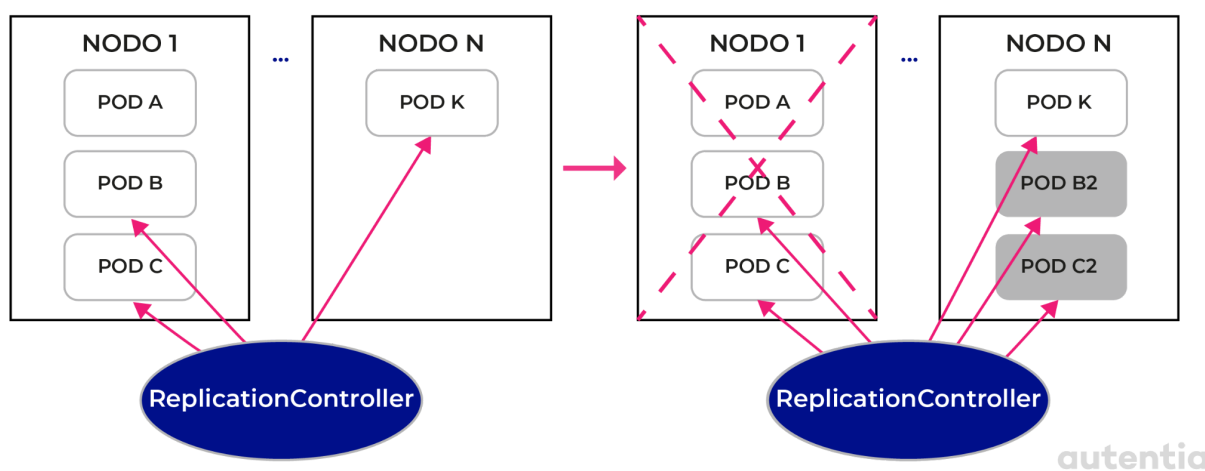 NODO 1
...
NODO N
POD A
POD K
POD B
POD C
ReplicationController
NODO 1
...
NODO N
POD A
POD K
POD B
POD B2
POD C
POD C2
ReplicationController
autentia